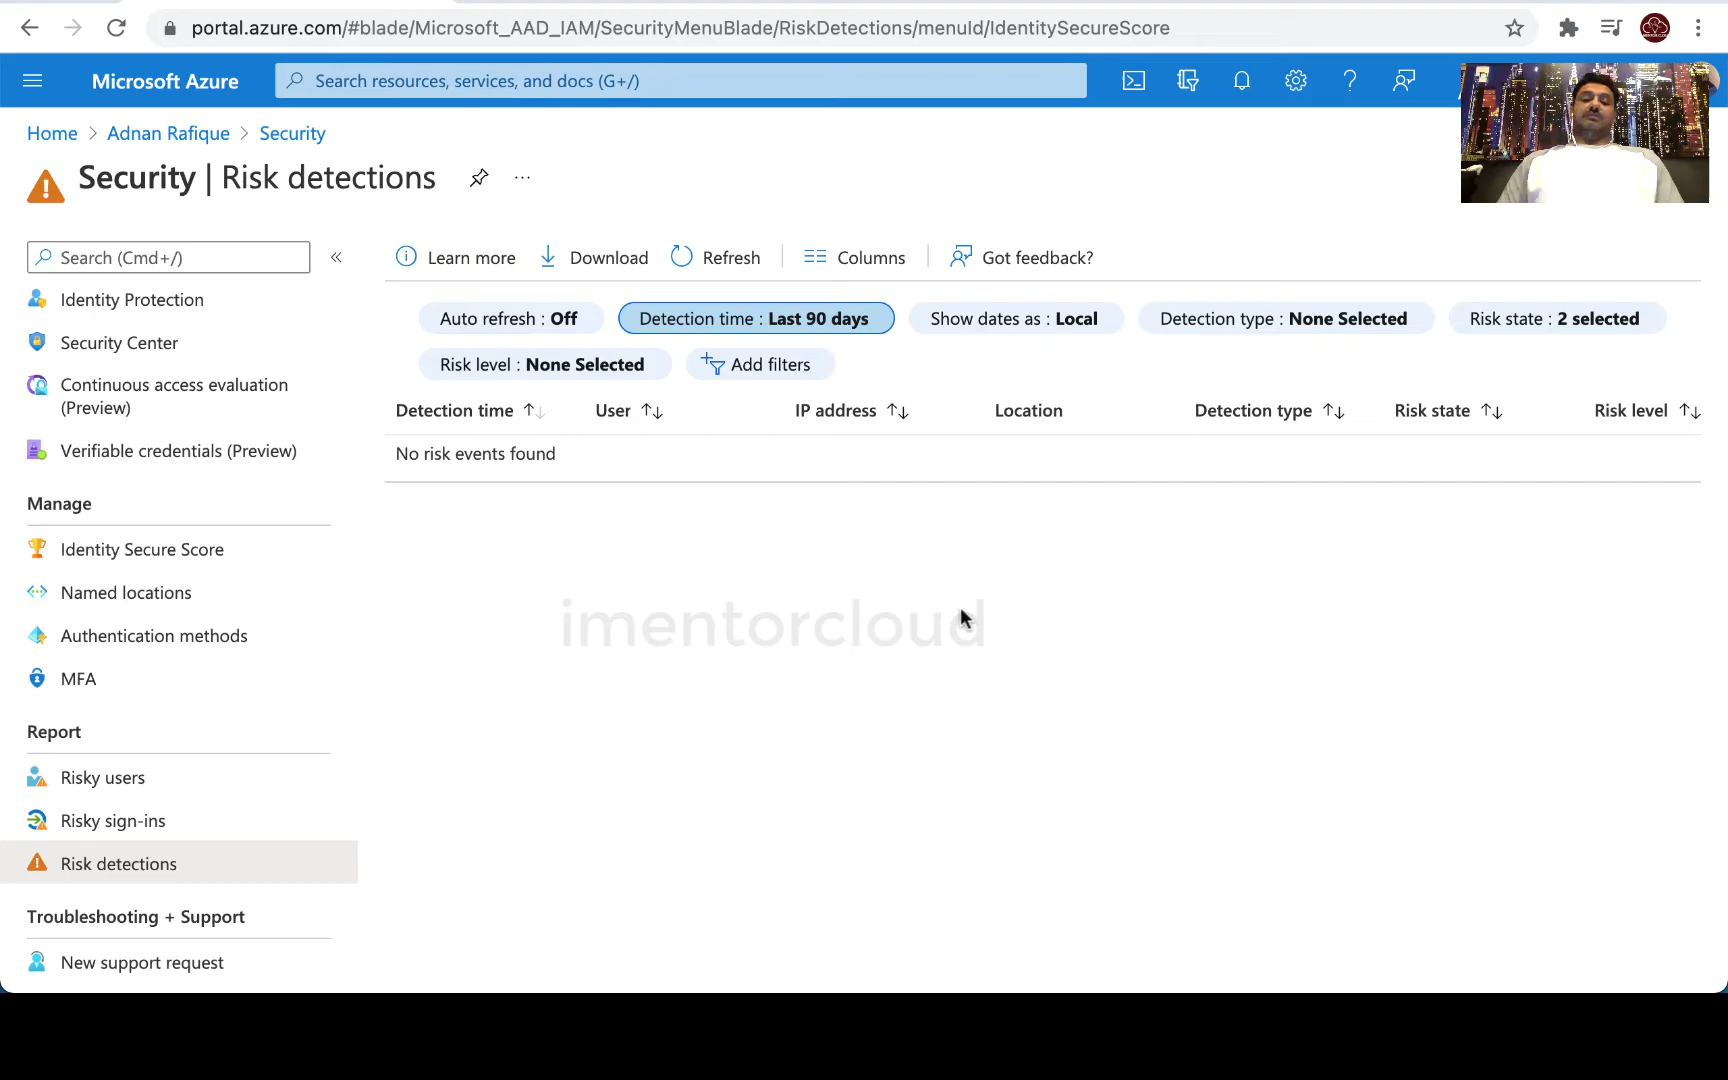 portal.azure.com/#blade/Microsoft_AAD_IAM/SecurityMenuBlade/RiskDetections/menuId/IdentitySecureScore
Microsoft Azure
Search resources, services, and docs (G+/)
Home > Adnan Rafique > Security
Security | Risk detections
Search (Cmd+/)
Learn more
Download
Refresh
Columns
Got feedback?
Identity Protection
Security Center
Continuous access evaluation
(Preview)
Verifiable credentials (Preview)
Manage
Identity Secure Score
Named locations
Authentication methods
MFA
Report
Risky users
Risky sign-ins
Risk detections
Troubleshooting + Support
New support request
Auto refresh : Off
Detection time : Last 90 days
Show dates as : Local
Detection type : None Selected
Risk state : 2 selected
Risk level : None Selected
Add filters
Detection time
User
IP address
Location
Detection type
Risk state
Risk level
No risk events found
imentorcloud